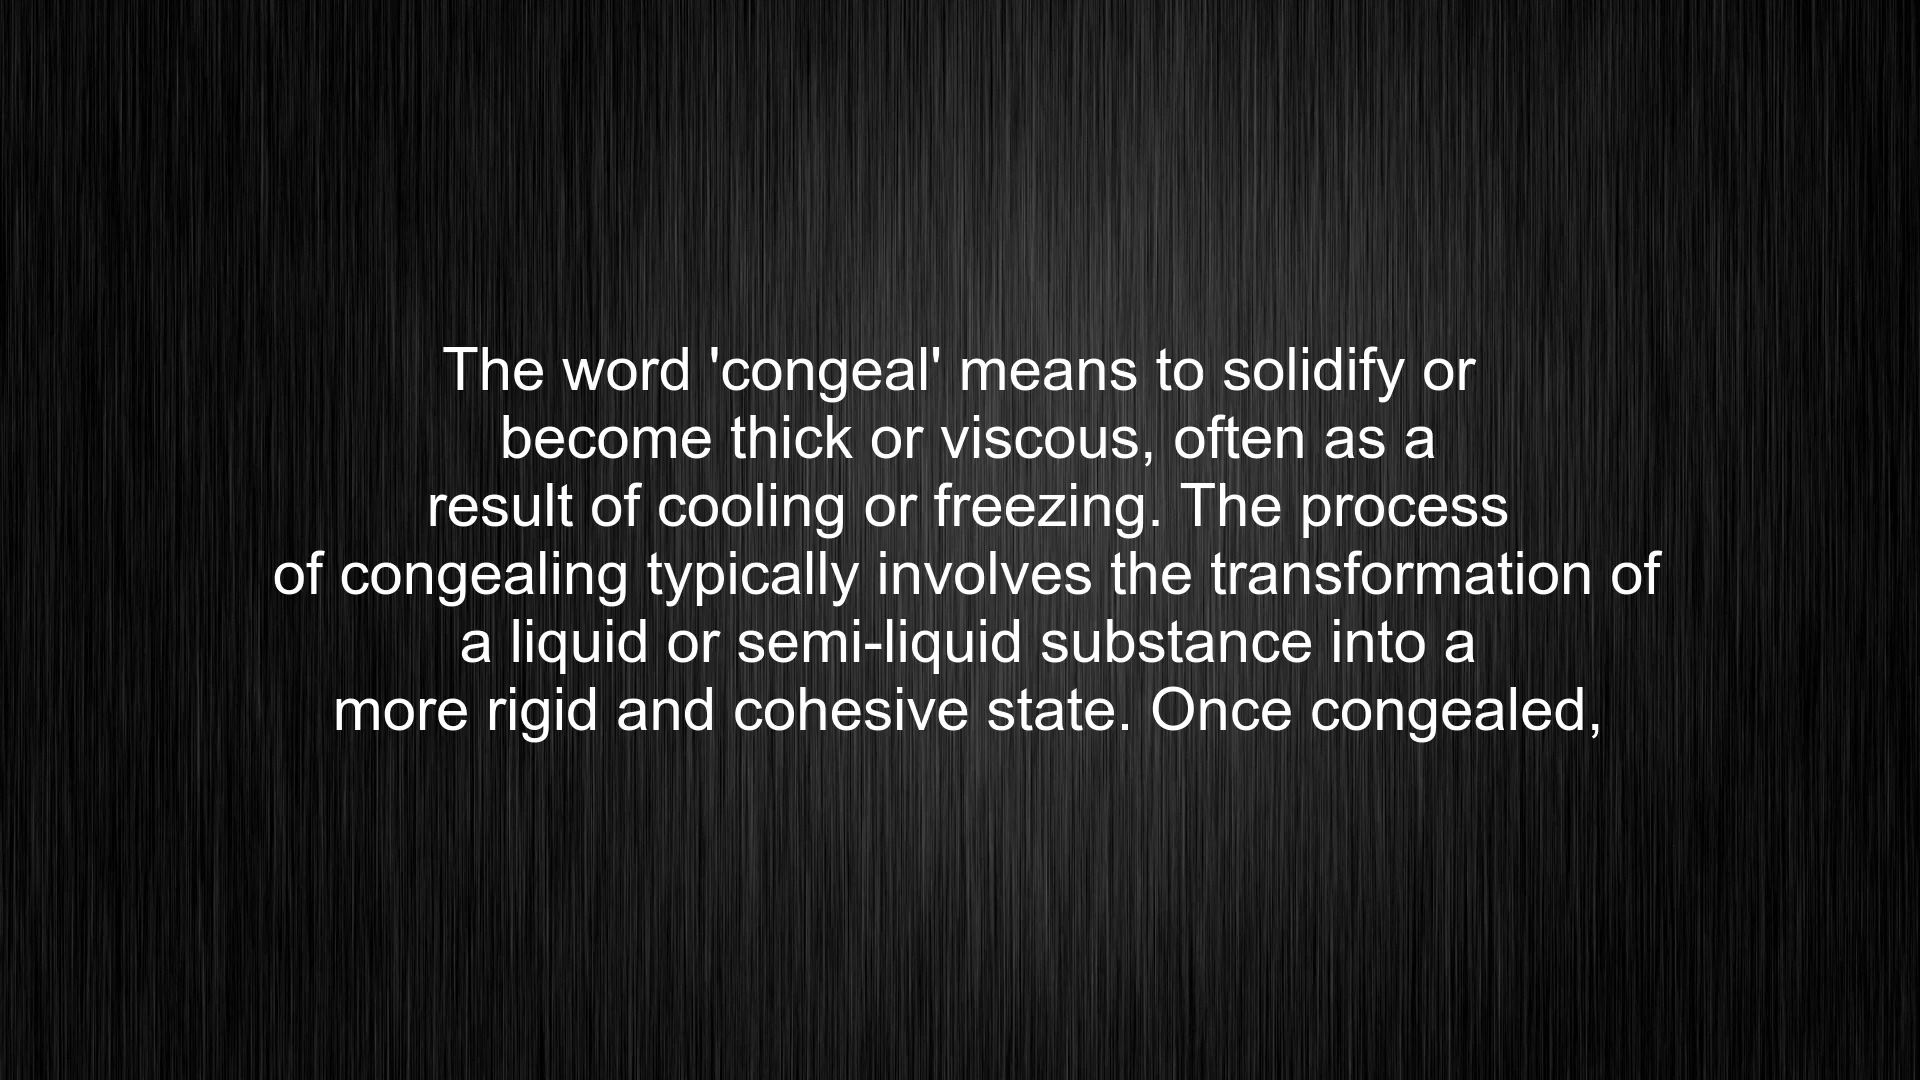 The word 'congeal' means to solidify or
become thick or viscous, often as a
result of cooling or freezing. The process
of congealing typically involves the transformation of
a liquid or semi-liquid substance into a
more rigid and cohesive state. Once congealed,